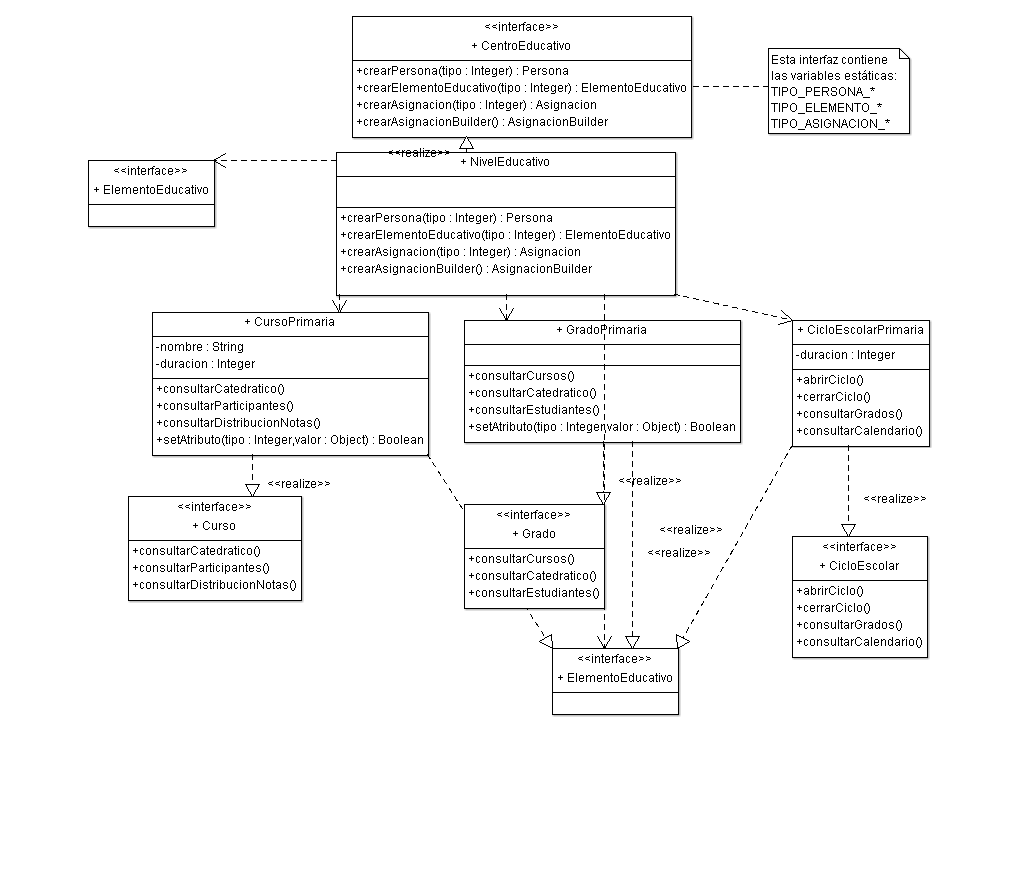 <<interface>>
+ CentroEducativo
+crearPersona(tipo : Integer) : Persona
+crearElementoEducativo(tipo : Integer) : ElementoEducativo
+crearAsignacion(tipo : Integer) : Asignacion
+crearAsignacionBuilder() : AsignacionBuilder
Esta interfaz contiene
las variables estáticas:
TIPO_PERSONA_*
TIPO_ELEMENTO_*
TIPO_ASIGNACION_*
<<realize>>
<<interface>>
+ ElementoEducativo
+ NivelEducativo
+crearPersona(tipo : Integer) : Persona
+crearElementoEducativo(tipo : Integer) : ElementoEducativo
+crearAsignacion(tipo : Integer) : Asignacion
+crearAsignacionBuilder() : AsignacionBuilder
+ CursoPrimaria
-nombre : String
-duracion : Integer
+consultarCatedratico()
+consultarParticipantes()
+consultarDistribucionNotas()
+setAtributo(tipo : Integer,valor : Object) : Boolean
+ GradoPrimaria
+consultarCursos()
+consultarCatedratico()
+consultarEstudiantes()
+setAtributo(tipo : Integer,valor : Object) : Boolean
+ CicloEscolarPrimaria
-duracion : Integer
+abrirCiclo()
+cerrarCiclo()
+consultarGrados()
+consultarCalendario()
<<realize>>
<<realize>>
<<realize>>
<<realize>>
<<realize>>
<<interface>>
+ Curso
+consultarCatedratico()
+consultarParticipantes()
+consultarDistribucionNotas()
<<interface>>
+ Grado
+consultarCursos()
+consultarCatedratico()
+consultarEstudiantes()
<<interface>>
+ CicloEscolar
+abrirCiclo()
+cerrarCiclo()
+consultarGrados()
+consultarCalendario()
<<interface>>
+ ElementoEducativo